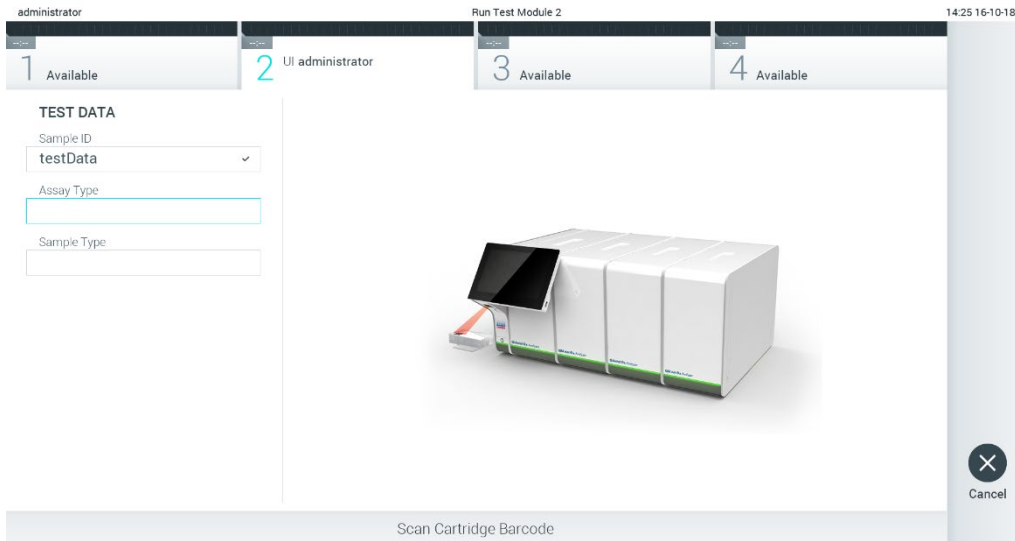 administrator
Run Test Module 2
14:25 16-10-18
--:--
--:--
--:--
--:--
1 Available
2 UI administrator
3 Available
4 Available
TEST DATA
Sample ID
testData
Assay Type
Sample Type
Scan Cartridge Barcode
Cancel